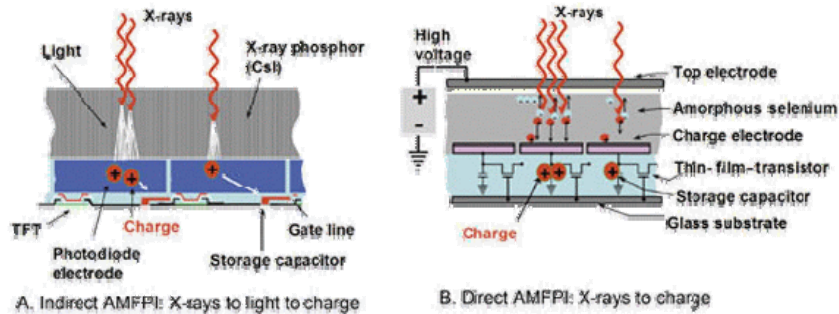 X-rays
Light
X-ray phosphor
(CsI)
TFT
Charge
Gate line
Photodiode
electrode
Storage capacitor
A. Indirect AMFPI: X-rays to light to charge
X-rays
High
voltage
Top electrode
Amorphous selenium
Charge electrode
Thin-film-transistor
Storage capacitor
Glass substrate
Charge
B. Direct AMFPI: X-rays to charge